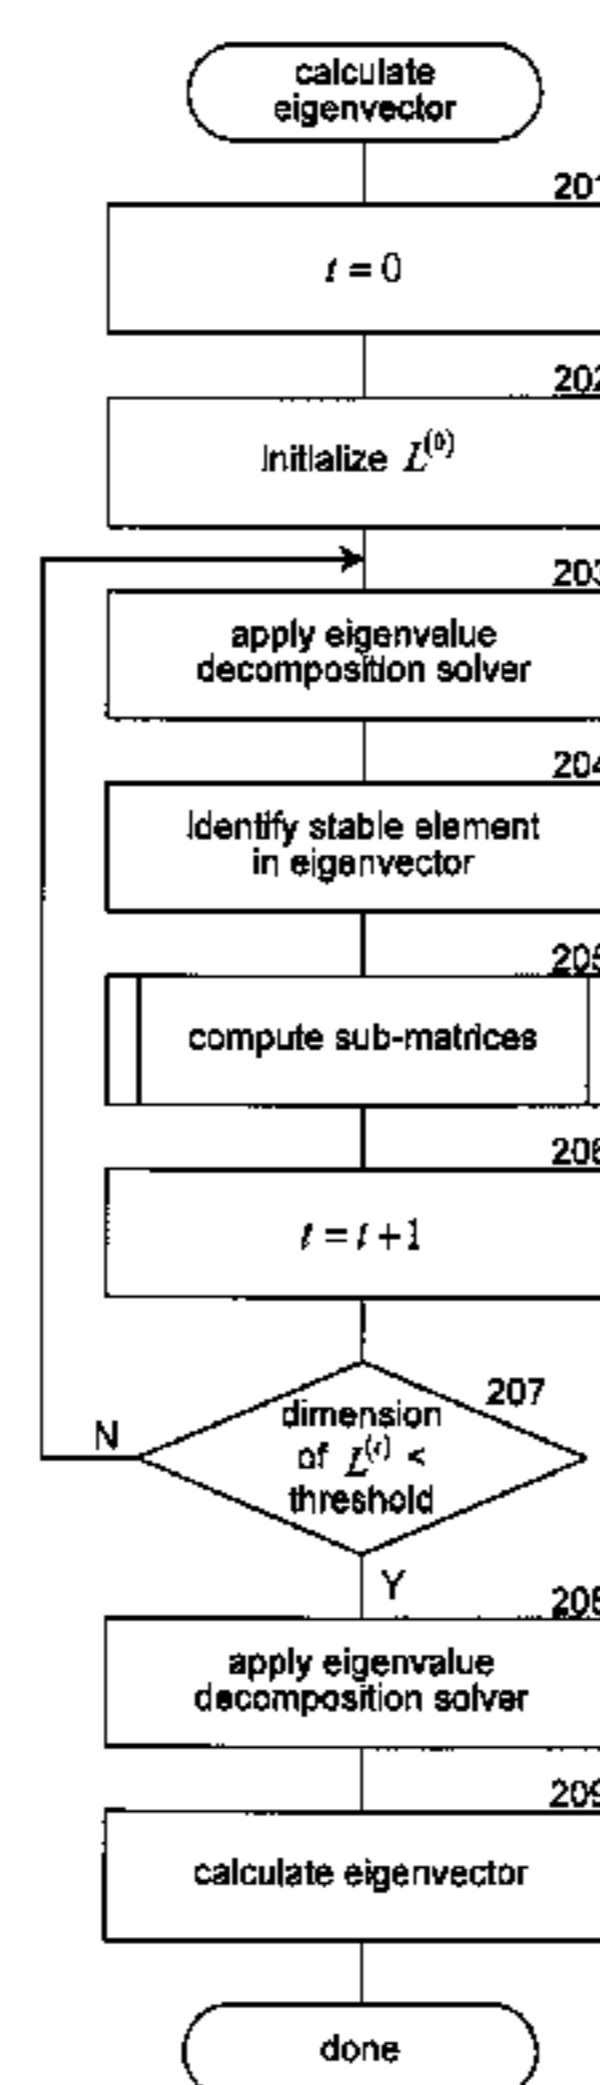 calculate
eigenvector
201
t = 0
202
Initialize L^(0)
203
apply eigenvalue
decomposition solver
204
Identify stable element
in eigenvector
205
compute sub-matrices
206
t = t + 1
207
dimension
of L^(t) <
threshold
N
Y
208
apply eigenvalue
decomposition solver
209
calculate eigenvector
done